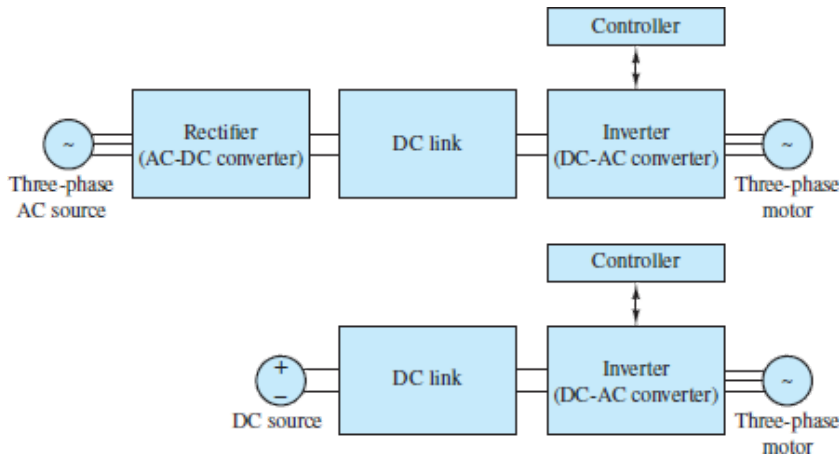 Controller
Rectifier
(AC-DC converter)
DC link
Inverter
(DC-AC converter)
~
~
Three-phase
AC source
Three-phase
motor
Controller
DC link
Inverter
(DC-AC converter)
+
−
~
DC source
Three-phase
motor